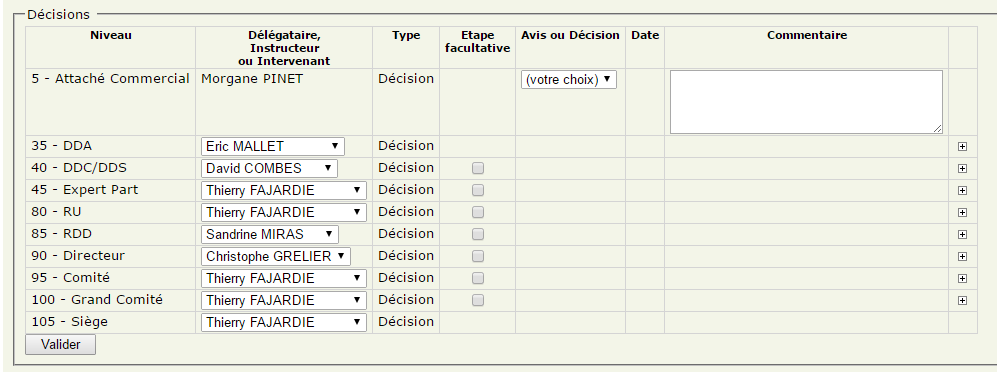 Décisions
Niveau Délégataire, Instructeur ou Intervenant Type Etape facultative Avis ou Décision Date Commentaire
5 - Attaché Commercial Morgane PINET Décision (votre choix)
35 - DDA Eric MALLET Décision
40 - DDC/DDS David COMBES Décision
45 - Expert Part Thierry FAJARDIE Décision
80 - RU Thierry FAJARDIE Décision
85 - RDD Sandrine MIRAS Décision
90 - Directeur Christophe GRELIER Décision
95 - Comité Thierry FAJARDIE Décision
100 - Grand Comité Thierry FAJARDIE Décision
105 - Siège Thierry FAJARDIE Décision
Valider